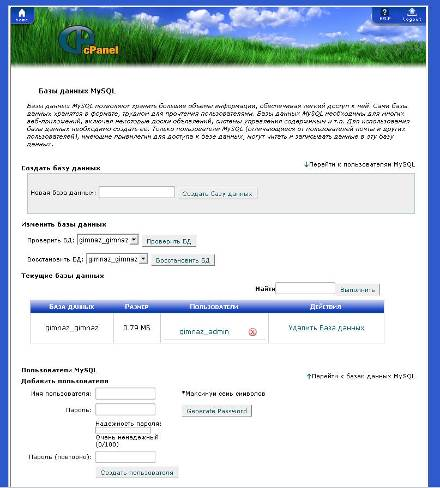 Home
HELP
Logout
cPanel
Базы данных MySQL
Базы данных MySQL позволяют хранить большие объемы информации, обеспечивая легкий доступ к ней. Сами базы
данных хранятся в формате, трудном для прочтения пользователями. Базы MySQL необходимы для многих
веб-приложений, включая некоторые доски объявлений, системы управления содержимым и т.п. Для использования
базы данных необходимо создать ее. Только пользователи MySQL (отличающиеся от пользователей почты и других
пользователей), имеющие привилегии для доступа к базе данных, могут читать и записывать данные в эту базу
данных.
Перейти к пользователям MySQL
Создать базу данных
Новая база данных: Создать базу данных
Изменить базы данных
Проверить БД: gimnaz_gimnaz Проверить БД
Восстановить БД: gimnaz_gimnaz Восстановить БД
Текущие базы данных
Найти Выполнить
База данных Размер Пользователи Действия
gimnaz_gimnaz 0.79 МБ gimnaz_admin Удалить База данных
Пользователи MySQL
Перейти к базам данных MySQL
Добавить пользователя
Имя пользователя: *Максимум семь символов
Пароль: Generate Password
Надежность пароля:
Очень ненадежный
(0/100)
Пароль (повторно):
Создать пользователя